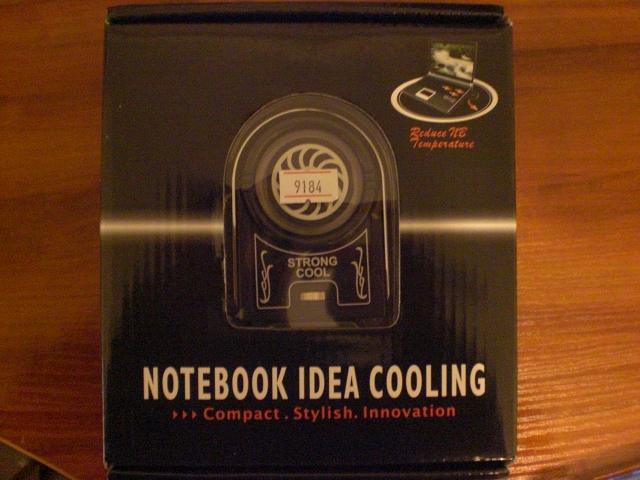 Reduce NB
Temperature
9184
STRONG
COOL
NOTEBOOK IDEA COOLING
Compact . Stylish. Innovation